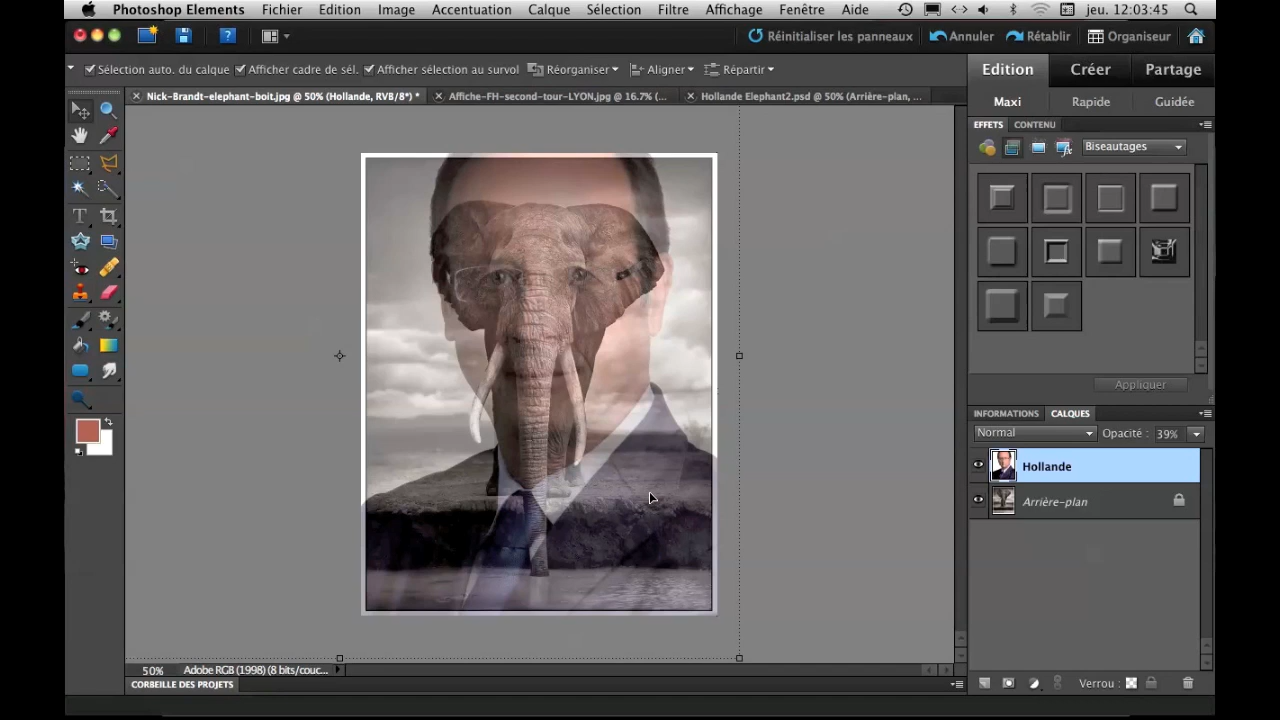 Photoshop Elements Fichier Edition Image Accentuation Calque Sélection Filtre Affichage Fenêtre Aide jeu. 12:03:45
Réinitialiser les panneaux Annuler Rétablir Organiseur
Sélection auto. du calque Afficher cadre de sél. Afficher sélection au survol Réorganiser Aligner Répartir
Edition Créer Partage
Nick-Brandt-elephant-boit.jpg @ 50% (Hollande, RVB/8*) * Affiche-FH-second-tour-LYON.jpg @ 16.7% (... Hollande Elephant2.psd @ 50% (Arrière-plan, ...
Maxi Rapide Guidée
EFFETS CONTENU
Biseautages
Appliquer
INFORMATIONS CALQUES
Normal Opacité : 39%
Hollande
Arrière-plan
50% Adobe RGB (1998) (8 bits/couc...
CORBEILLE DES PROJETS
Verrou :